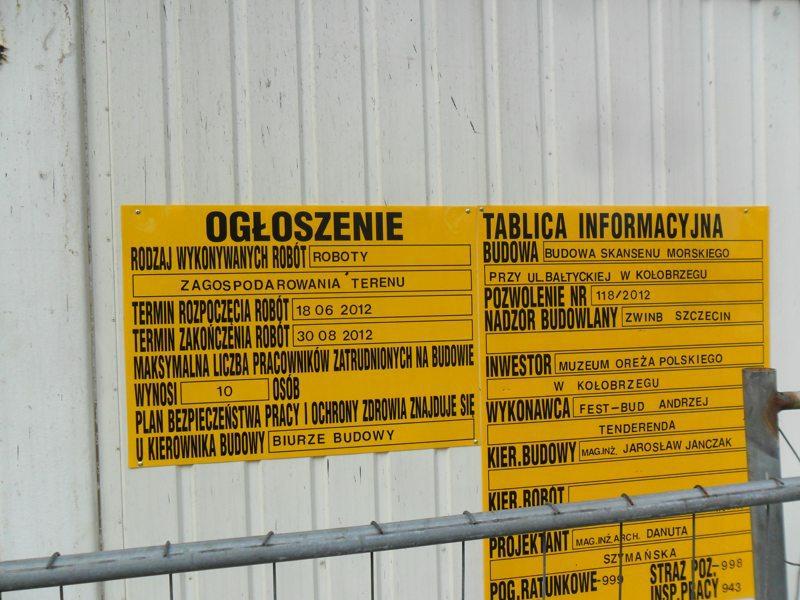 OGŁOSZENIE
RODZAJ WYKONYWANYCH ROBÓT ROBOTY
ZAGOSPODAROWANIA TERENU
TERMIN ROZPOCZĘCIA ROBÓT 18 06 2012
TERMIN ZAKOŃCZENIA ROBÓT 30 08 2012
MAKSYMALNA LICZBA PRACOWNIKÓW ZATRUDNIONYCH NA BUDOWIE
WYNOSI 10 OSÓB
PLAN BEZPIECZEŃSTWA PRACY I OCHRONY ZDROWIA ZNAJDUJE SIĘ
U KIEROWNIKA BUDOWY BIURZE BUDOWY
TABLICA INFORMACYJNA
BUDOWA BUDOWA SKANSENU MORSKIEGO
PRZY UL.BAŁTYCKIEJ W KOŁOBRZEGU
POZWOLENIE NR 118/2012
NADZÓR BUDOWLANY ZWINB SZCZECIN
INWESTOR MUZEUM ORĘŻA POLSKIEGO
W KOŁOBRZEGU
WYKONAWCA FEST-BUD ANDRZEJ
TENDERENDA
KIER.BUDOWY MAG.INŻ. JAROSŁAW JANCZAK
KIER.ROBÓT
PROJEKTANT MAG.INŻ.ARCH. DANUTA
SZYMAŃSKA
POG.RATUNKOWE-999 STRAŻ POŻ.-998
INSP.PRACY 943